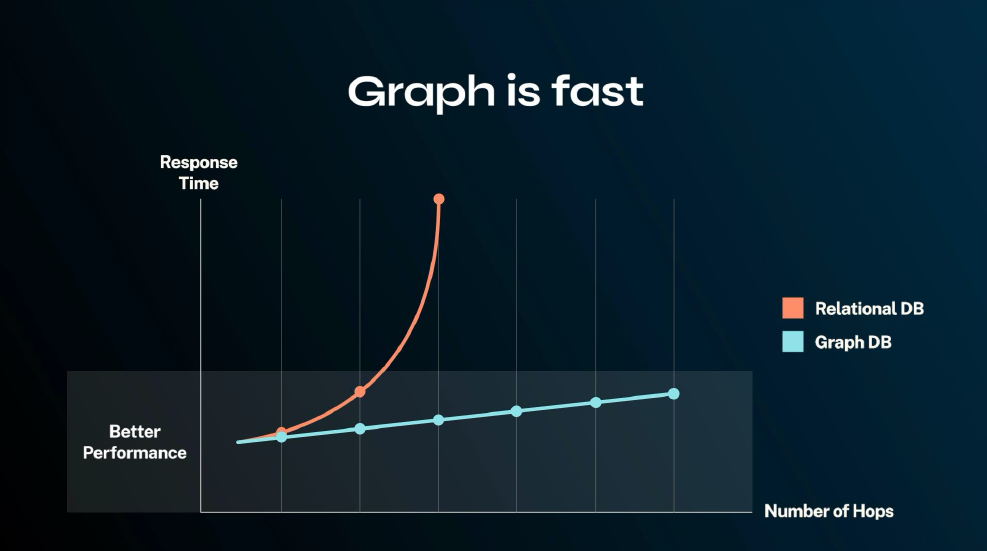 Graph is fast
Response
Time
Relational DB
Graph DB
Better
Performance
Number of Hops